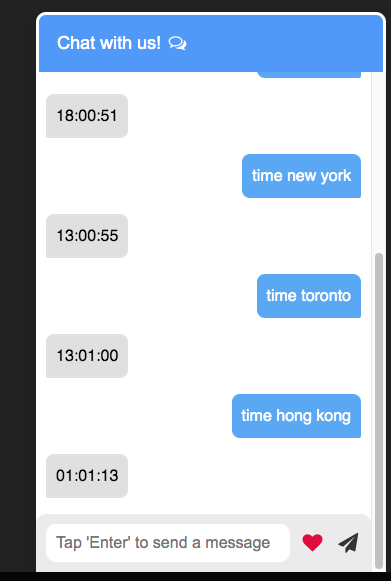 Chat with us!
18:00:51
time new york
13:00:55
time toronto
13:01:00
time hong kong
01:01:13
Tap 'Enter' to send a message